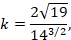 k = 2√19 / 14^{3/2},